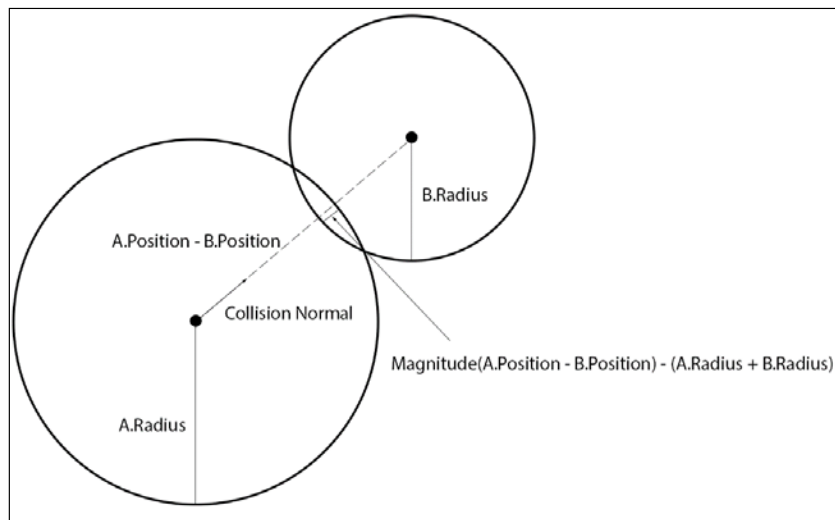 B.Radius
A.Position - B.Position
Collision Normal
Magnitude(A.Position - B.Position) - (A.Radius + B.Radius)
A.Radius